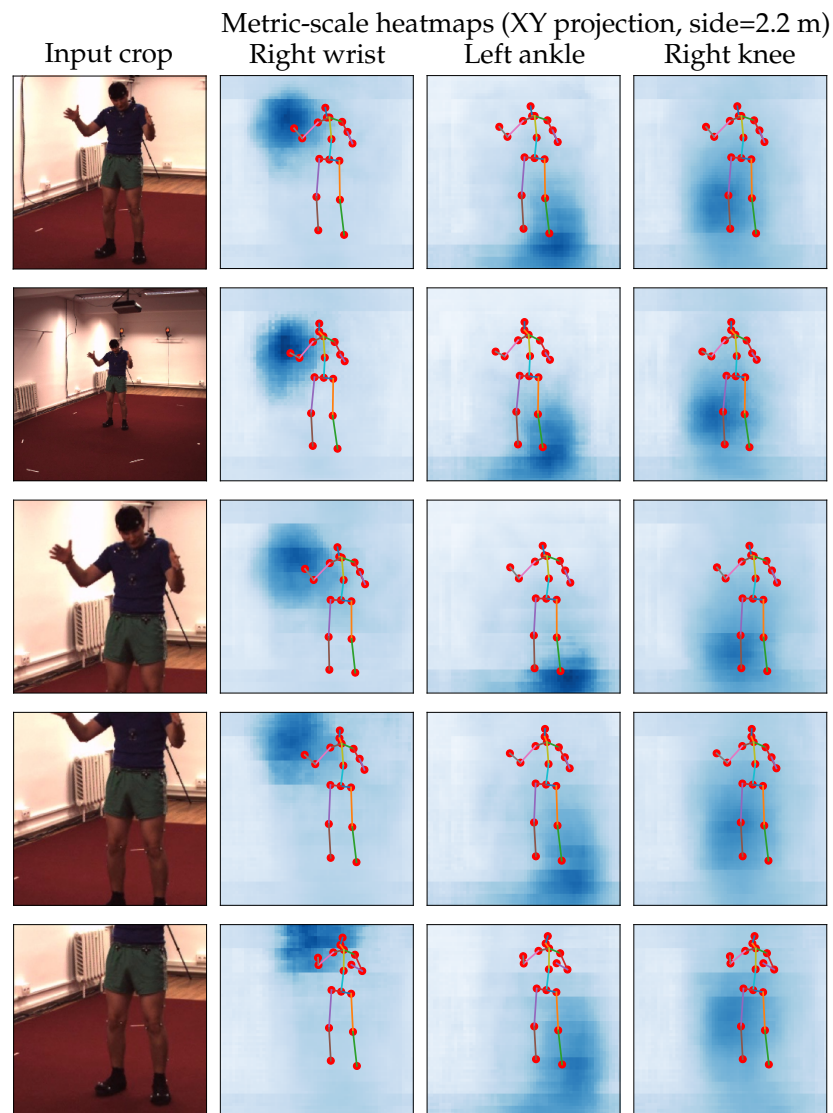 Metric-scale heatmaps (XY projection, side=2.2 m)
Input crop Right wrist Left ankle Right knee